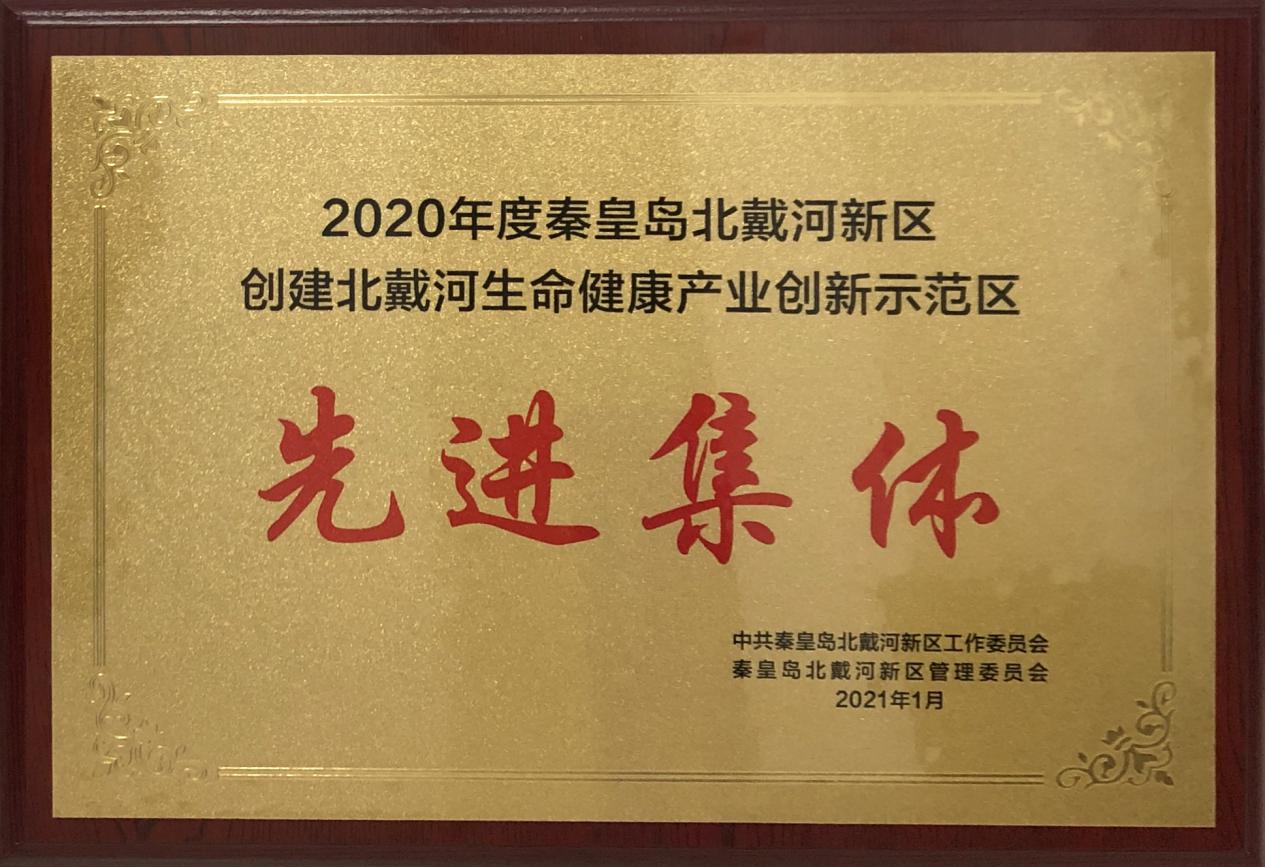 2020年度秦皇岛北戴河新区
创建北戴河生命健康产业创新示范区
先进集体
中共秦皇岛北戴河新区工作委员会
秦皇岛北戴河新区管理委员会
2021年1月